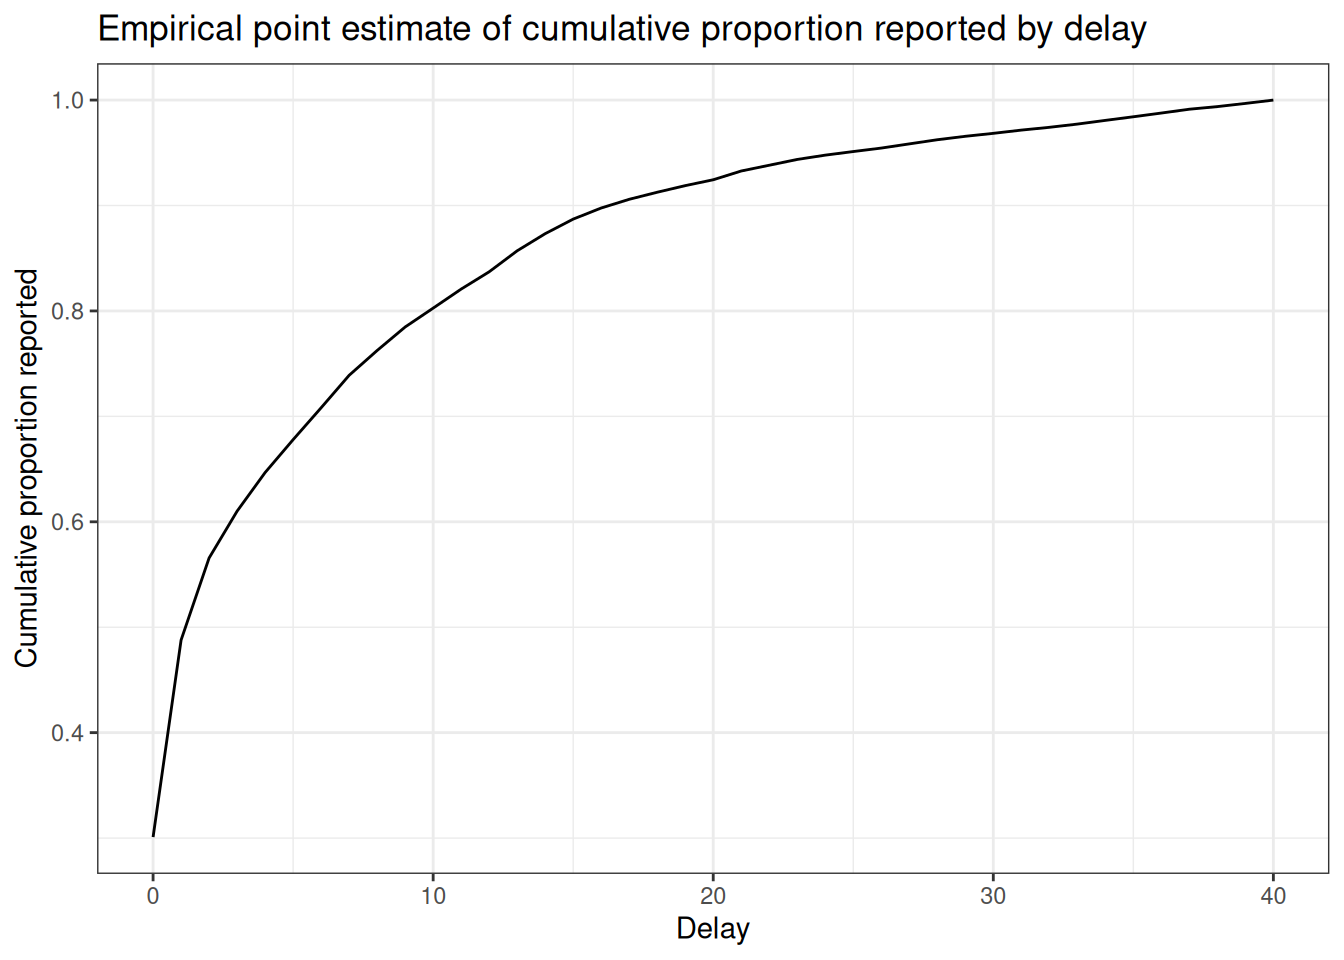 Empirical point estimate of cumulative proportion reported by delay
Cumulative proportion reported
1.0
0.8
0.6
0.4
0 10 20 30 40
Delay